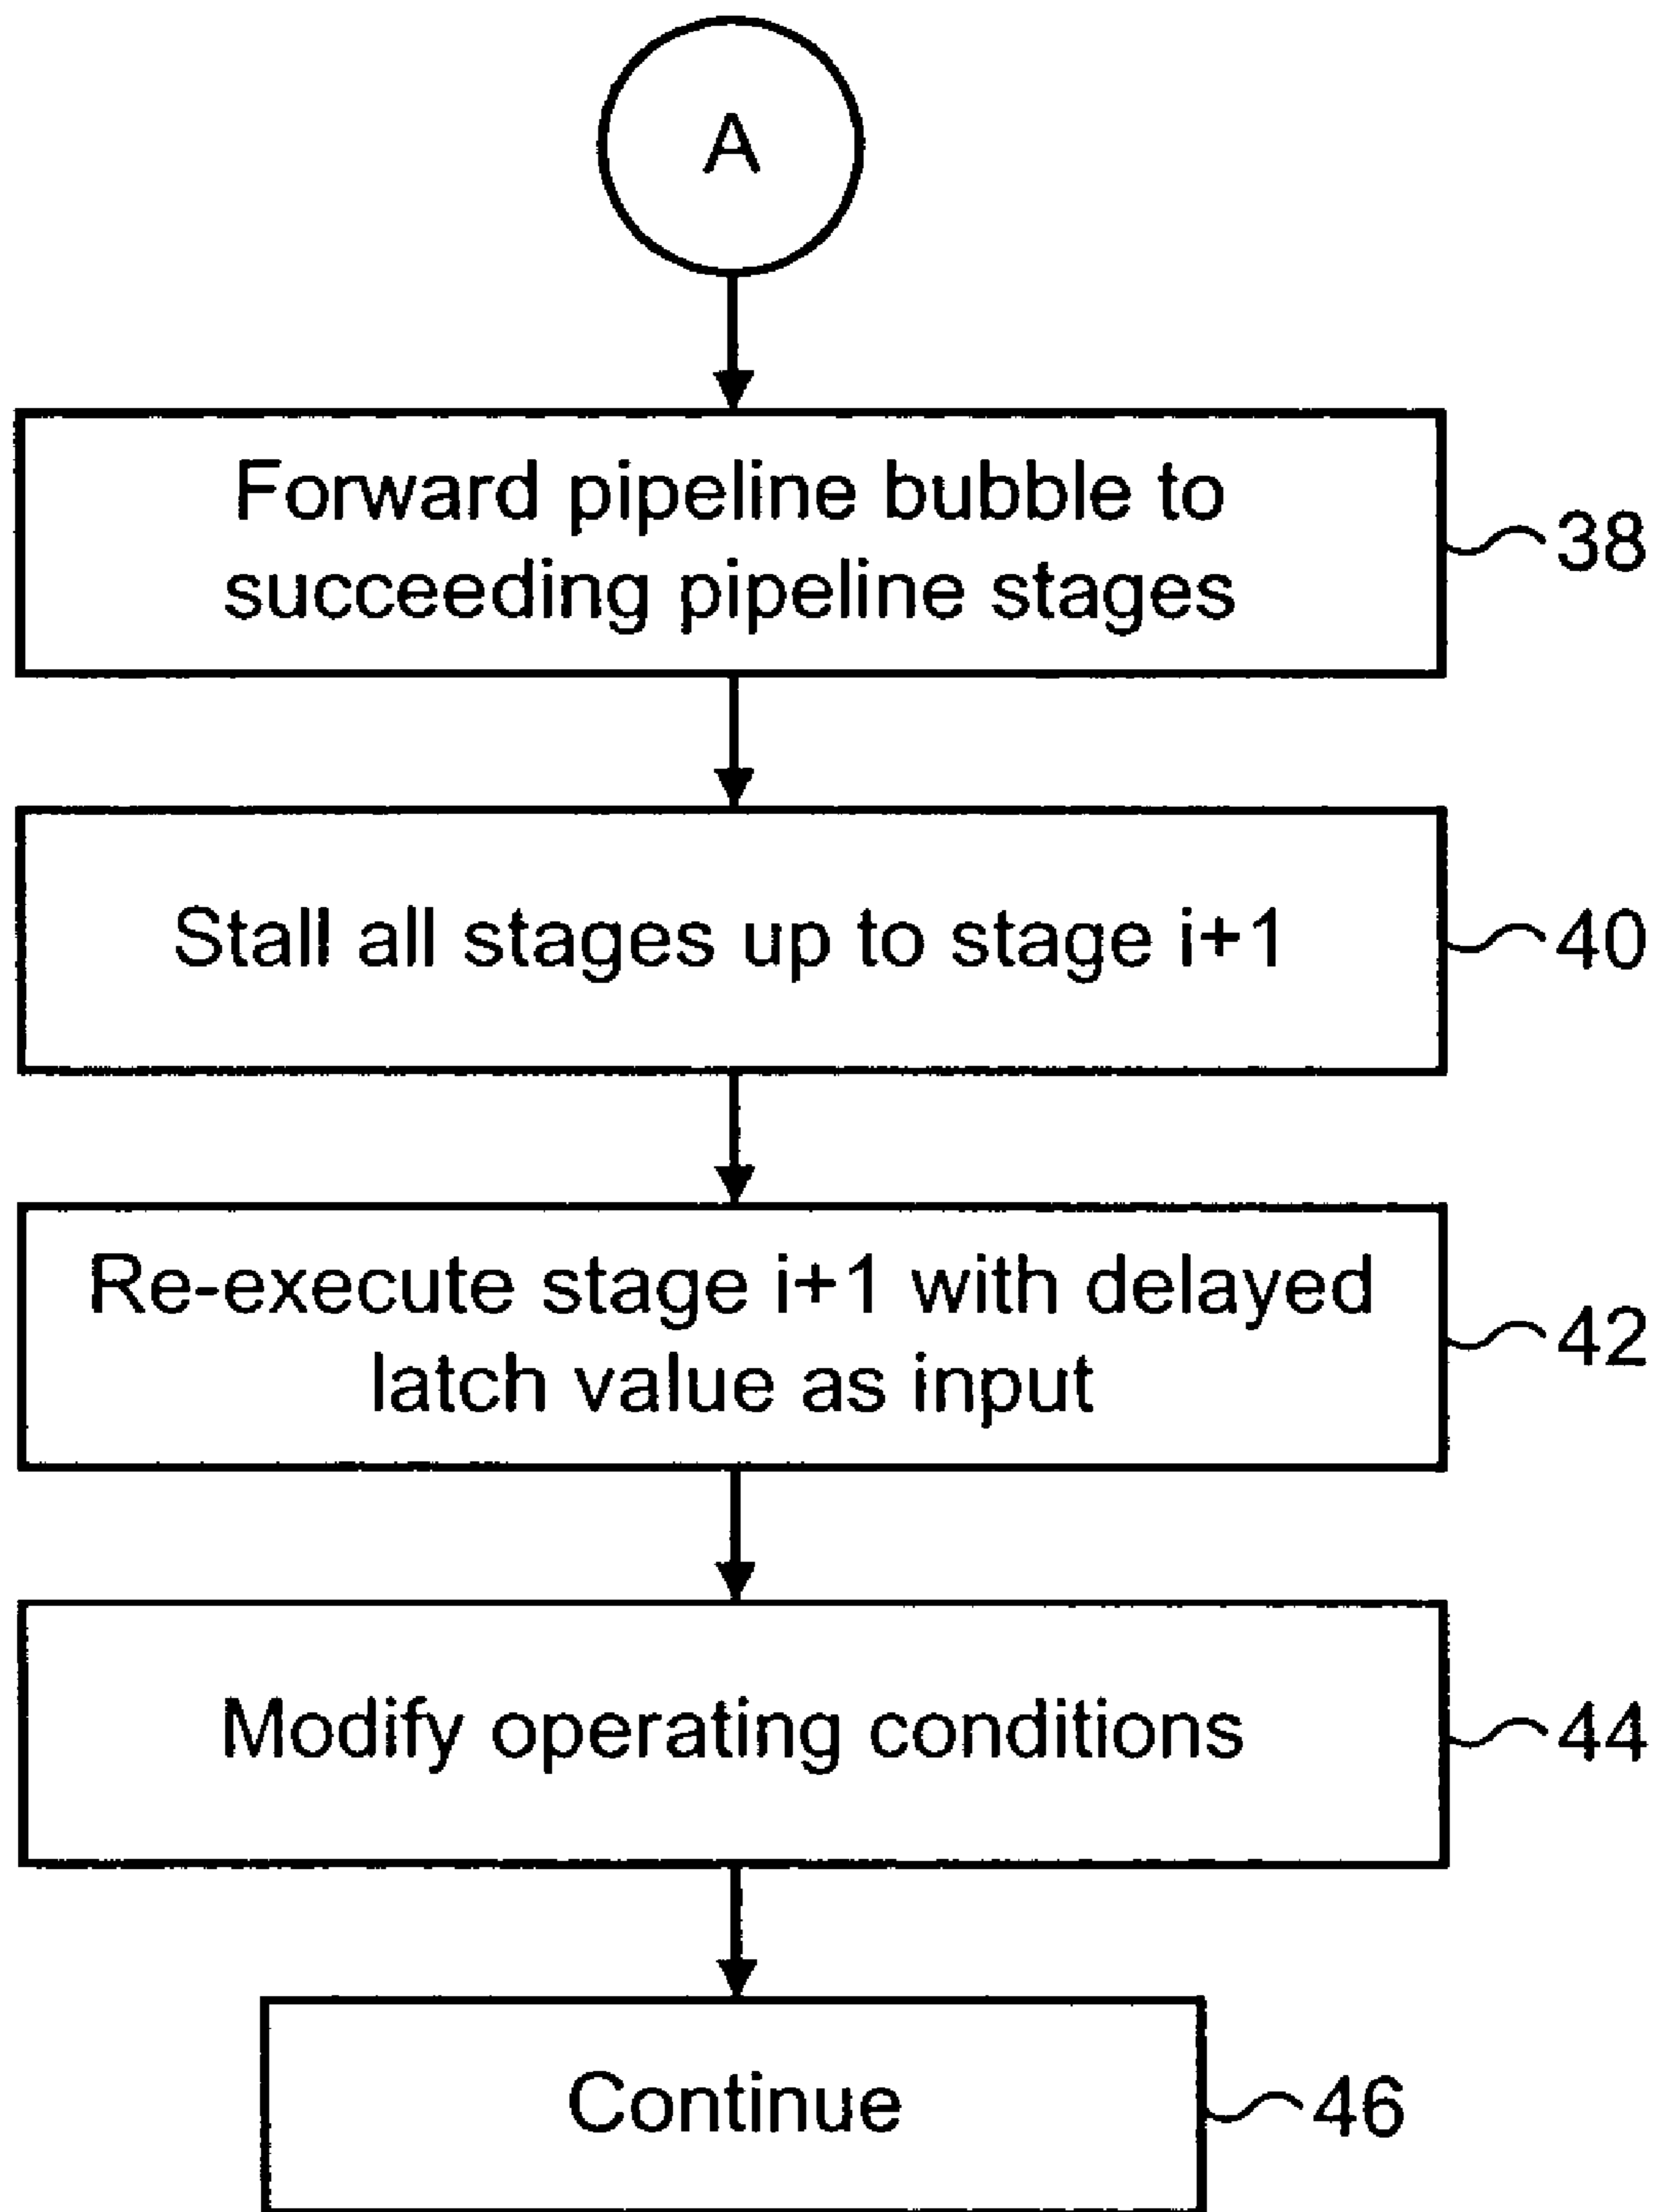 A
Forward pipeline bubble to
succeeding pipeline stages
38
Stall all stages up to stage i+1
40
Re-execute stage i+1 with delayed
latch value as input
42
Modify operating conditions
44
Continue
46